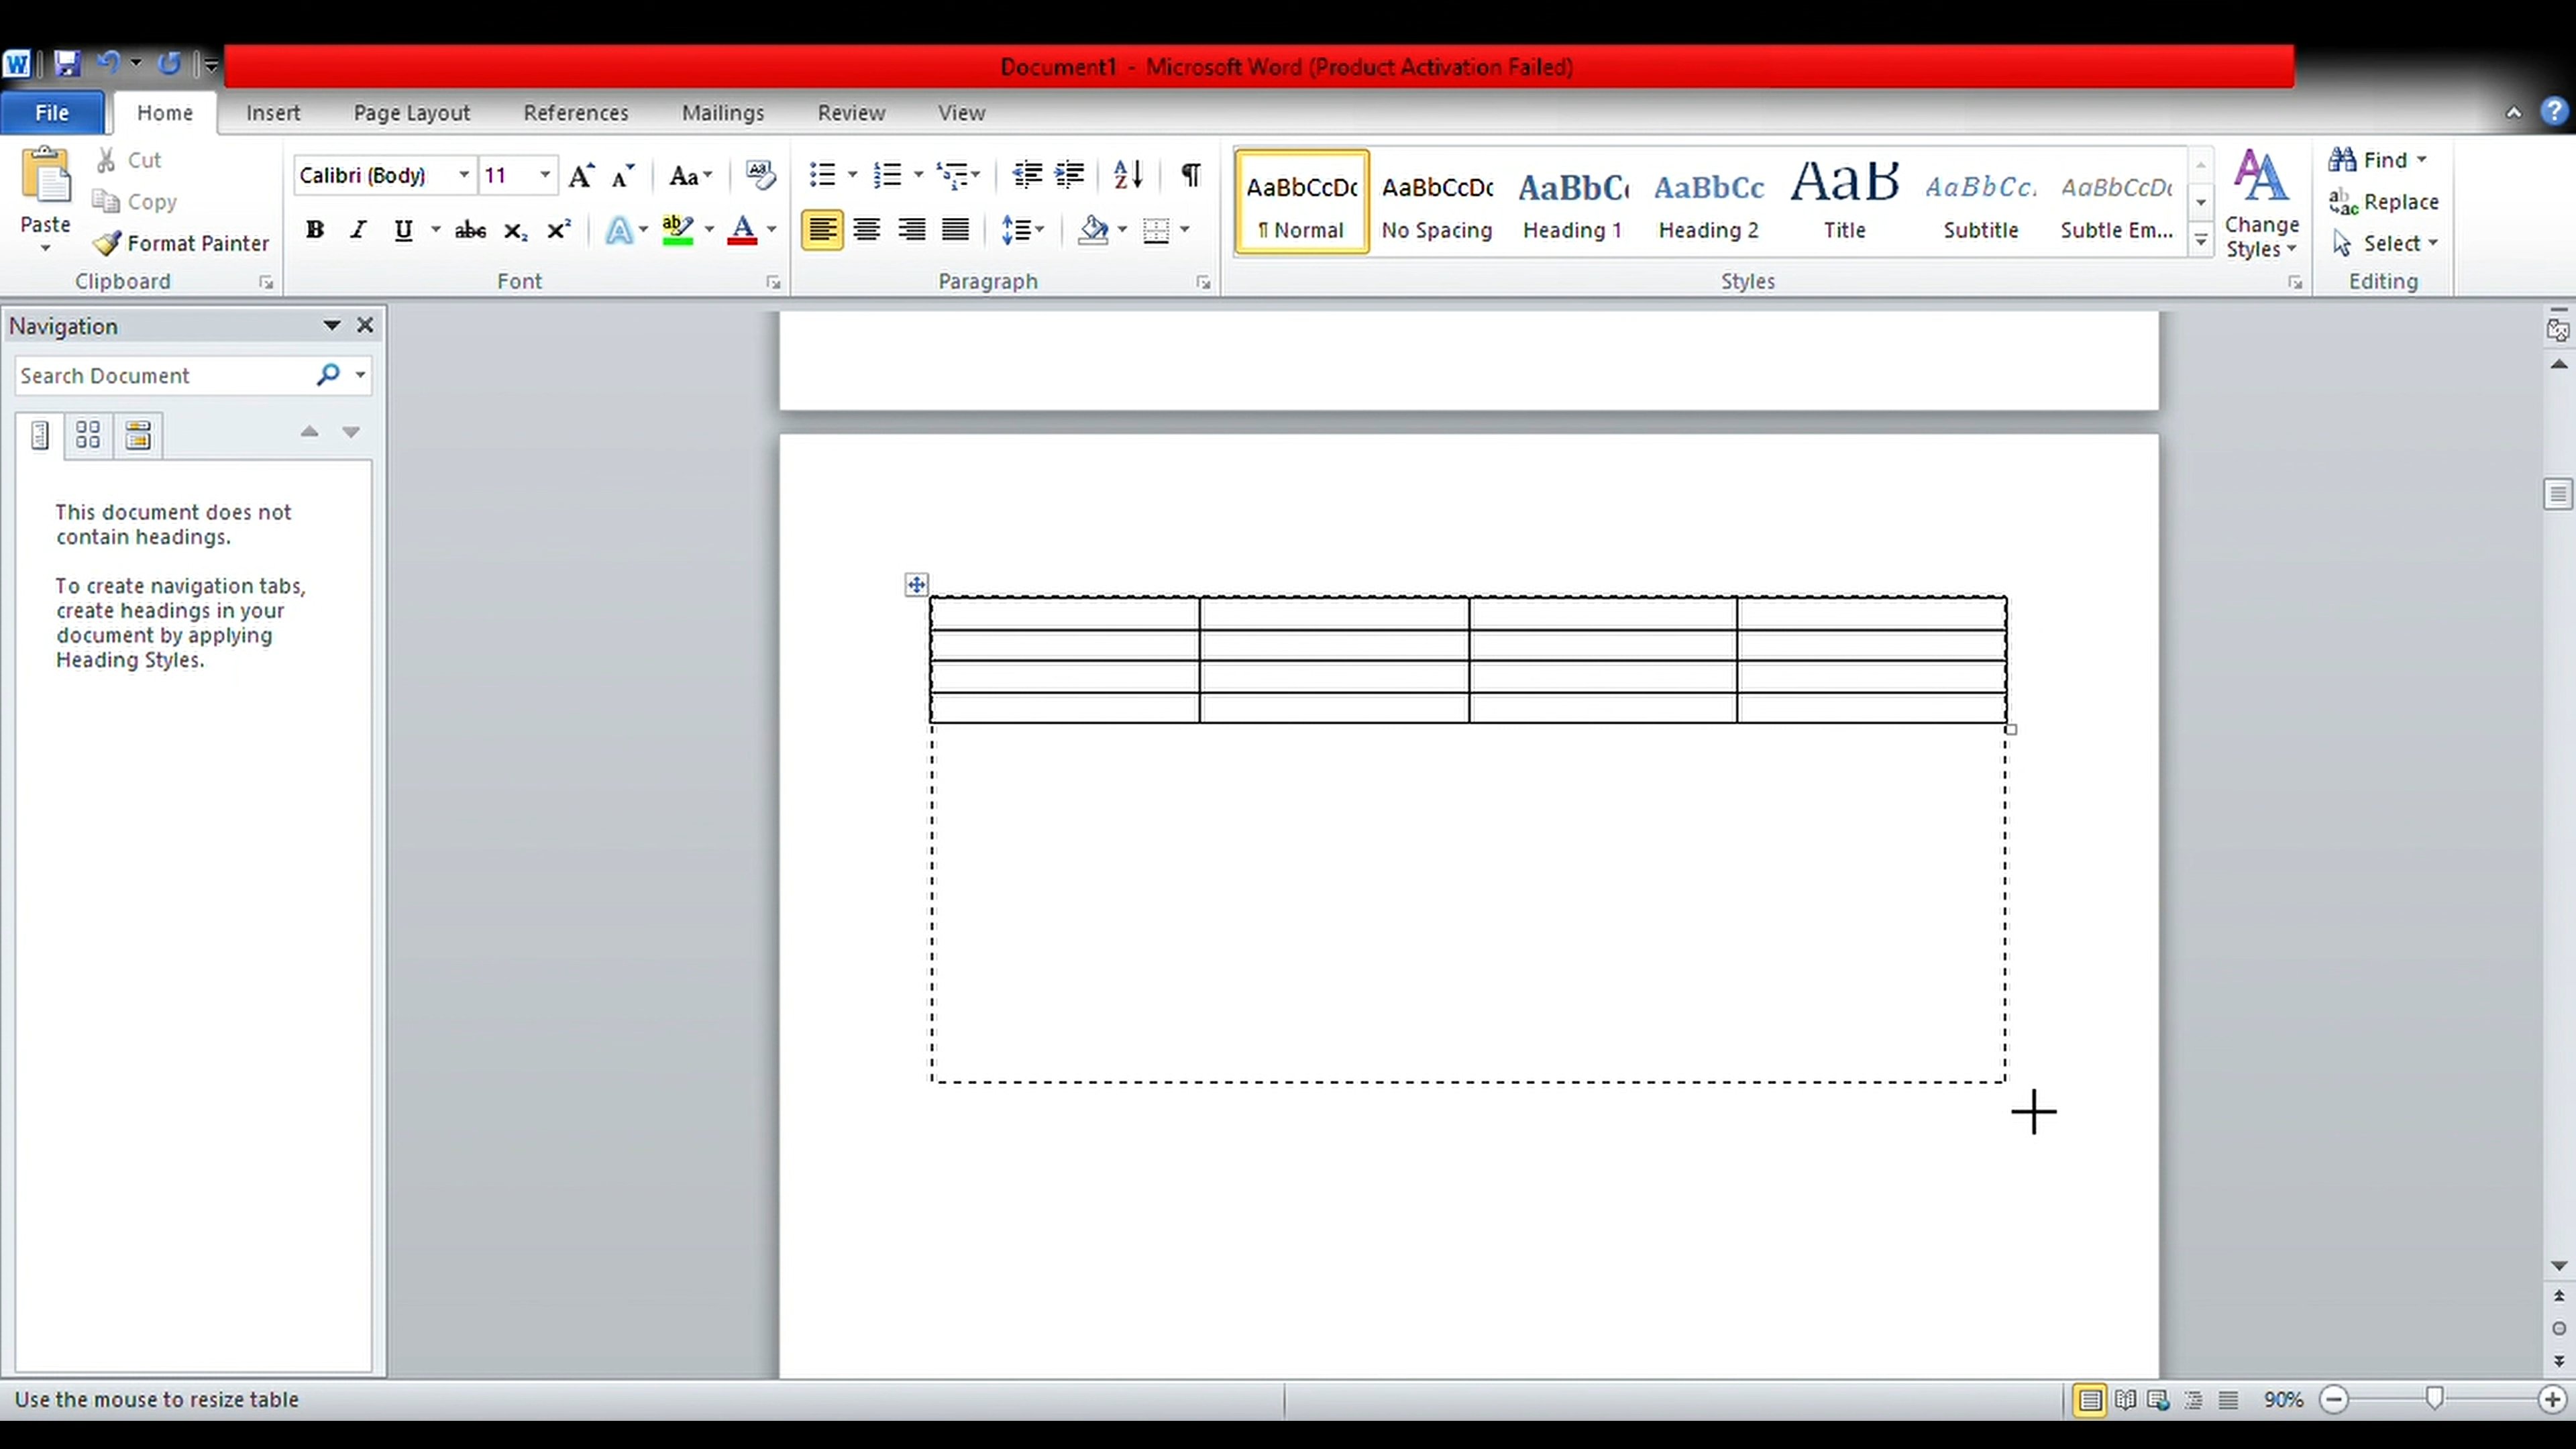 Document1 - Microsoft Word (Product Activation Failed)
File Home Insert Page Layout References Mailings Review View
Paste
Cut
Copy
Format Painter
Clipboard
Calibri (Body) 11
Font
Paragraph
AaBbCcDc AaBbCcDc AaBbC AaBbCc AaB AaBbCc. AaBbCcDc
¶ Normal No Spacing Heading 1 Heading 2 Title Subtitle Subtle Em...
Styles
Change
Styles
Find
Replace
Select
Editing
Navigation
Search Document
This document does not
contain headings.
To create navigation tabs,
create headings in your
document by applying
Heading Styles.
Use the mouse to resize table
90%